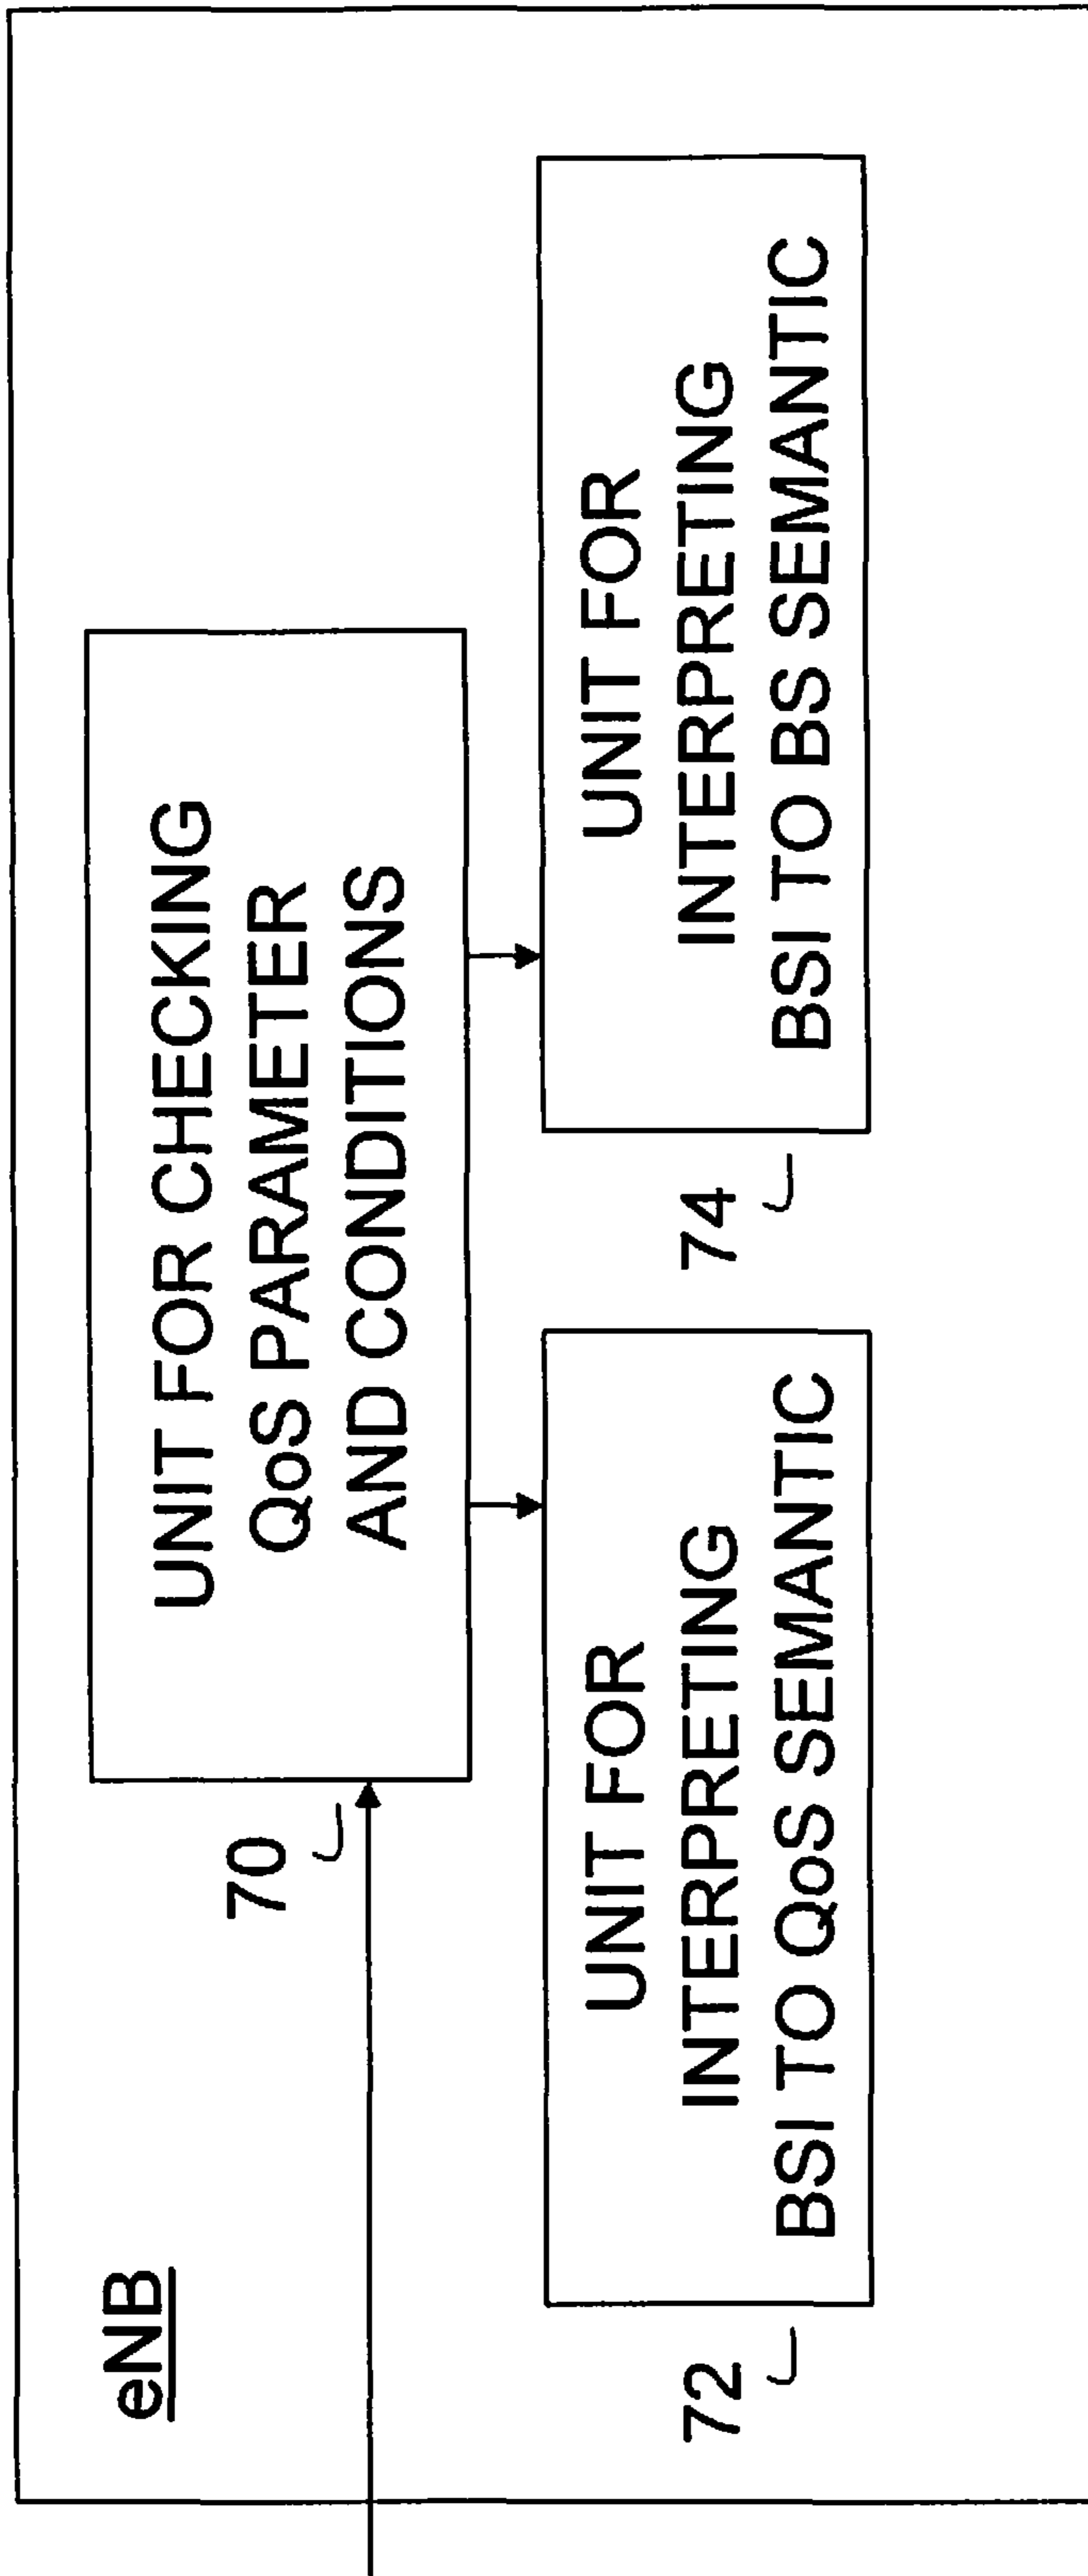 eNB
70
UNIT FOR CHECKING
QoS PARAMETER
AND CONDITIONS
72
UNIT FOR
INTERPRETING
BSI TO QoS SEMANTIC
74
UNIT FOR
INTERPRETING
BSI TO BS SEMANTIC